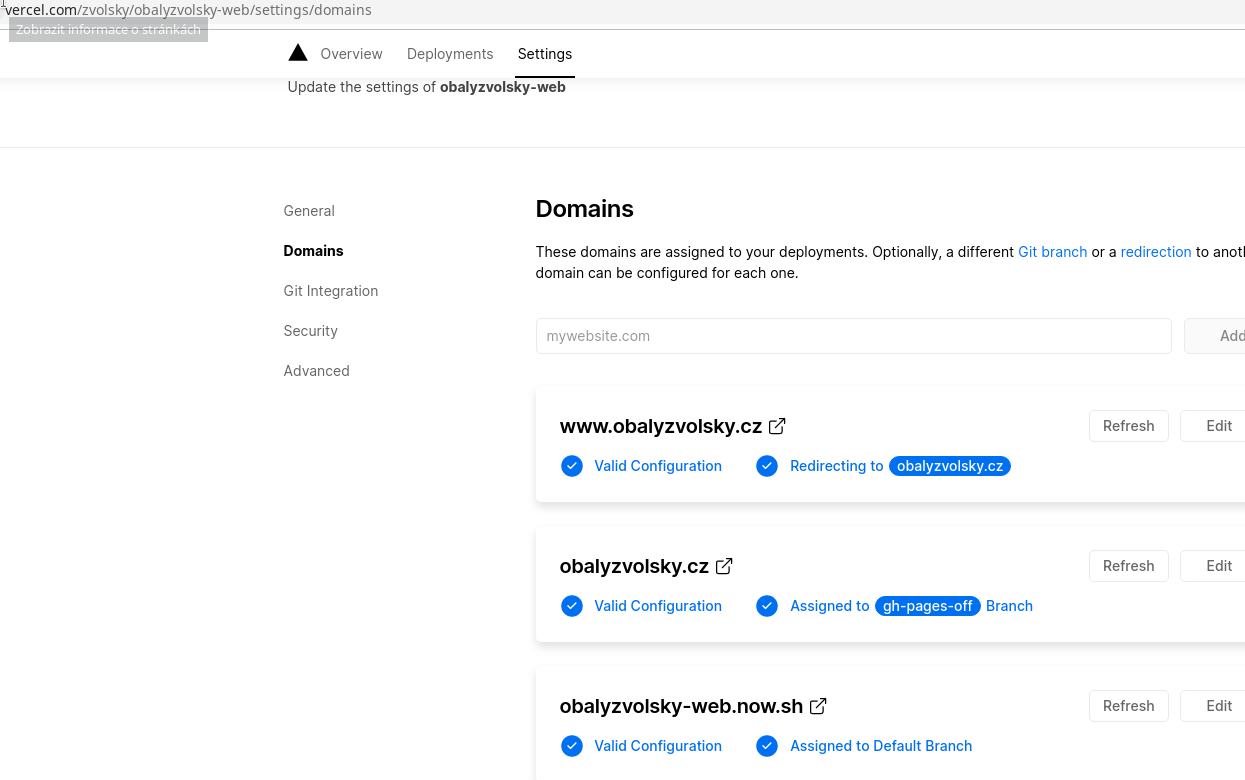 vercel.com/zvolsky/obalyzvolsky-web/settings/domains
Zobrazit informace o stránkách
Overview Deployments Settings
Update the settings of obalyzvolsky-web
General
Domains
Git Integration
Security
Advanced
Domains
These domains are assigned to your deployments. Optionally, a different Git branch or a redirection to
domain can be configured for each one.
mywebsite.com
Add
www.obalyzvolsky.cz
Refresh Edit
Valid Configuration Redirecting to obalyzvolsky.cz
obalyzvolsky.cz
Refresh Edit
Valid Configuration Assigned to gh-pages-off Branch
obalyzvolsky-web.now.sh
Refresh Edit
Valid Configuration Assigned to Default Branch